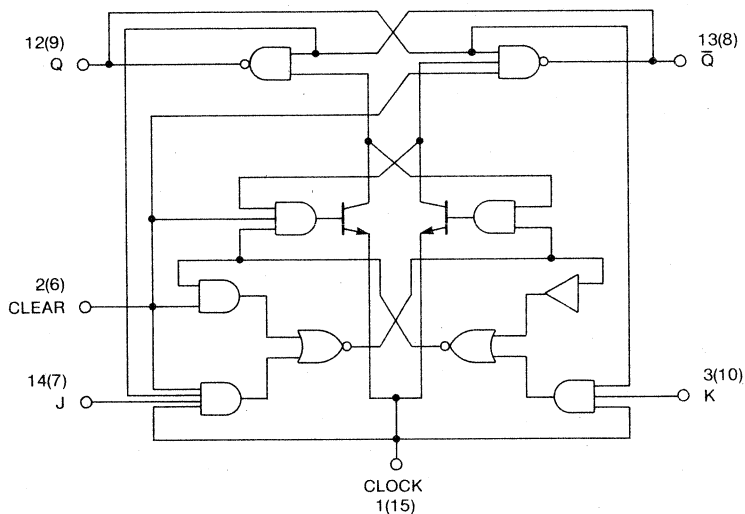 12(9)
Q
13(8)
Q̅
2(6)
CLEAR
14(7)
J
3(10)
K
CLOCK
1(15)